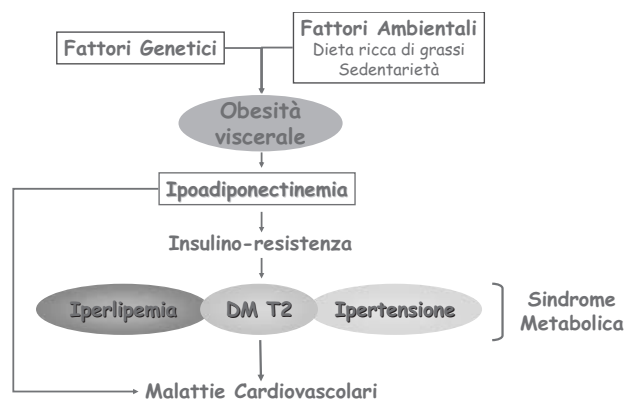 Fattori Genetici
Fattori Ambientali
Dieta ricca di grassi
Sedentarietà
Obesità
viscerale
Ipoadiponectinemia
Insulino-resistenza
Iperlipemia
DM T2
Ipertensione
Sindrome
Metabolica
Malattie Cardiovascolari